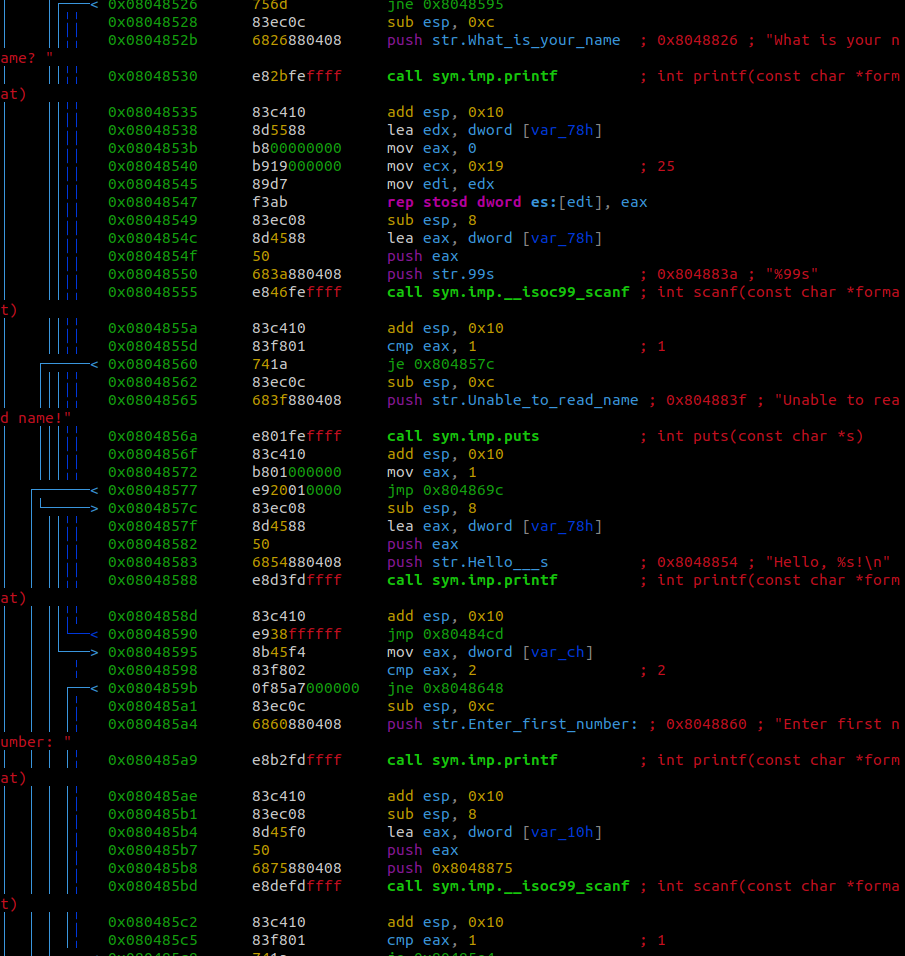 0x08048526 756d jne 0x8048595
0x08048528 83ec0c sub esp, 0xc
0x0804852b 6826880408 push str.What_is_your_name ; 0x8048826 ; "What is your n
ame? "
0x08048530 e82bfeffff call sym.imp.printf ; int printf(const char *form
at)
0x08048535 83c410 add esp, 0x10
0x08048538 8d5588 lea edx, dword [var_78h]
0x0804853b b800000000 mov eax, 0
0x08048540 b919000000 mov ecx, 0x19 ; 25
0x08048545 89d7 mov edi, edx
0x08048547 f3ab rep stosd dword es:[edi], eax
0x08048549 83ec08 sub esp, 8
0x0804854c 8d4588 lea eax, dword [var_78h]
0x0804854f 50 push eax
0x08048550 683a880408 push str.99s ; 0x804883a ; "%99s"
0x08048555 e846feffff call sym.imp.__isoc99_scanf ; int scanf(const char *forma
t)
0x0804855a 83c410 add esp, 0x10
0x0804855d 83f801 cmp eax, 1 ; 1
< 0x08048560 741a je 0x804857c
0x08048562 83ec0c sub esp, 0xc
0x08048565 683f880408 push str.Unable_to_read_name ; 0x804883f ; "Unable to rea
d name!"
0x0804856a e801feffff call sym.imp.puts ; int puts(const char *s)
0x0804856f 83c410 add esp, 0x10
0x08048572 b801000000 mov eax, 1
< 0x08048577 e920010000 jmp 0x804869c
> 0x0804857c 83ec08 sub esp, 8
0x0804857f 8d4588 lea eax, dword [var_78h]
0x08048582 50 push eax
0x08048583 6854880408 push str.Hello___s ; 0x8048854 ; "Hello, %s!\n"
0x08048588 e8d3fdffff call sym.imp.printf ; int printf(const char *form
at)
0x0804858d 83c410 add esp, 0x10
< 0x08048590 e938ffffff jmp 0x80484cd
> 0x08048595 8b45f4 mov eax, dword [var_ch]
0x08048598 83f802 cmp eax, 2 ; 2
< 0x0804859b 0f85a7000000 jne 0x8048648
0x080485a1 83ec0c sub esp, 0xc
0x080485a4 6860880408 push str.Enter_first_number: ; 0x8048860 ; "Enter first n
umber: "
0x080485a9 e8b2fdffff call sym.imp.printf ; int printf(const char *form
at)
0x080485ae 83c410 add esp, 0x10
0x080485b1 83ec08 sub esp, 8
0x080485b4 8d45f0 lea eax, dword [var_10h]
0x080485b7 50 push eax
0x080485b8 6875880408 push 0x8048875
0x080485bd e8defdffff call sym.imp.__isoc99_scanf ; int scanf(const char *forma
t)
0x080485c2 83c410 add esp, 0x10
0x080485c5 83f801 cmp eax, 1 ; 1